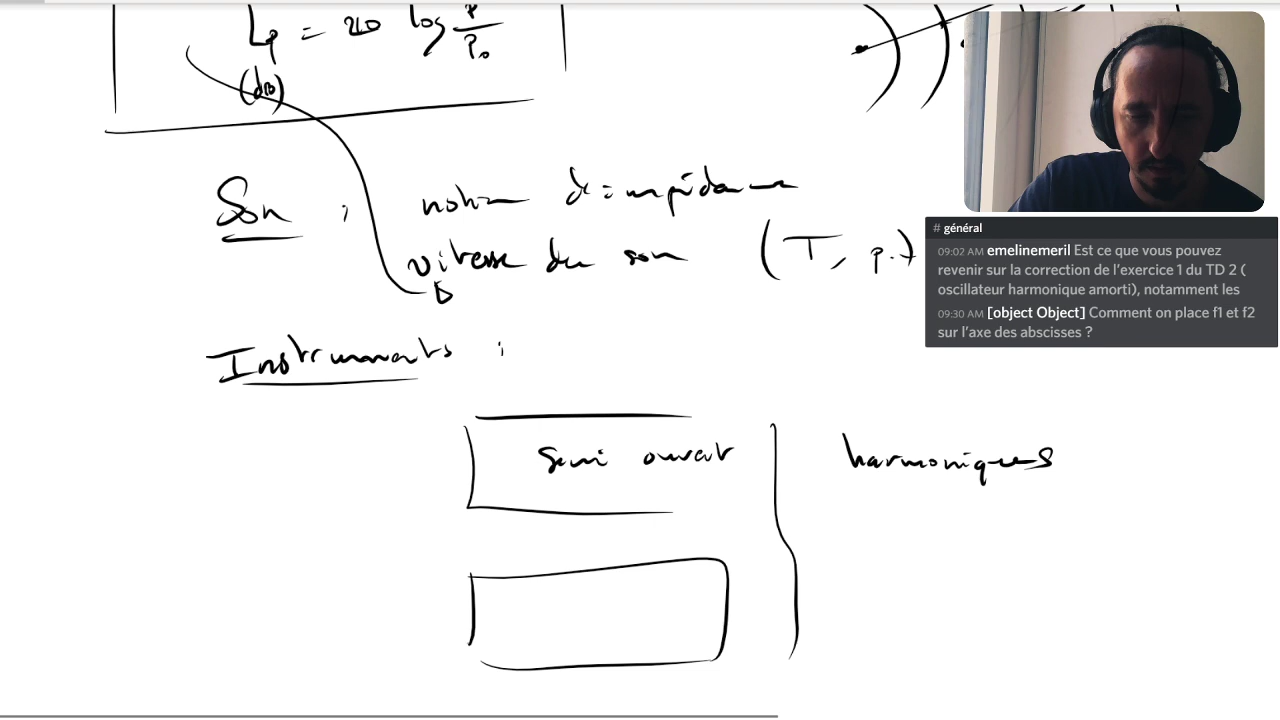 Lp = 20 log P/P₀
(dB)
Son : notion d'impédance
vitesse du son (T, p.)
Instruments :
Semi ouvert
harmoniques
# général
09:02 AM emelinemeril Est ce que vous pouvez
revenir sur la correction de l'exercice 1 du TD 2 (
oscillateur harmonique amorti), notamment les
09:30 AM [object Object] Comment on place f1 et f2
sur l'axe des abscisses ?